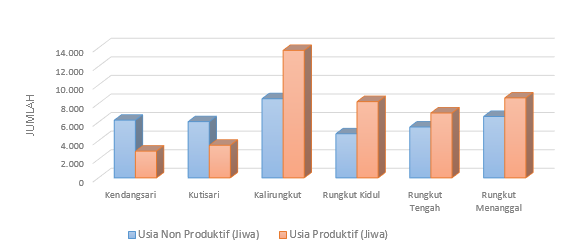 14.000
12.000
10.000
8.000
6.000
4.000
2.000
0
JUMLAH
Kendangsari
Kutisari
Kalirungkut
Rungkut Kidul
Rungkut
Tengah
Rungkut
Menanggal
Usia Non Produktif (Jiwa)
Usia Produktif (Jiwa)